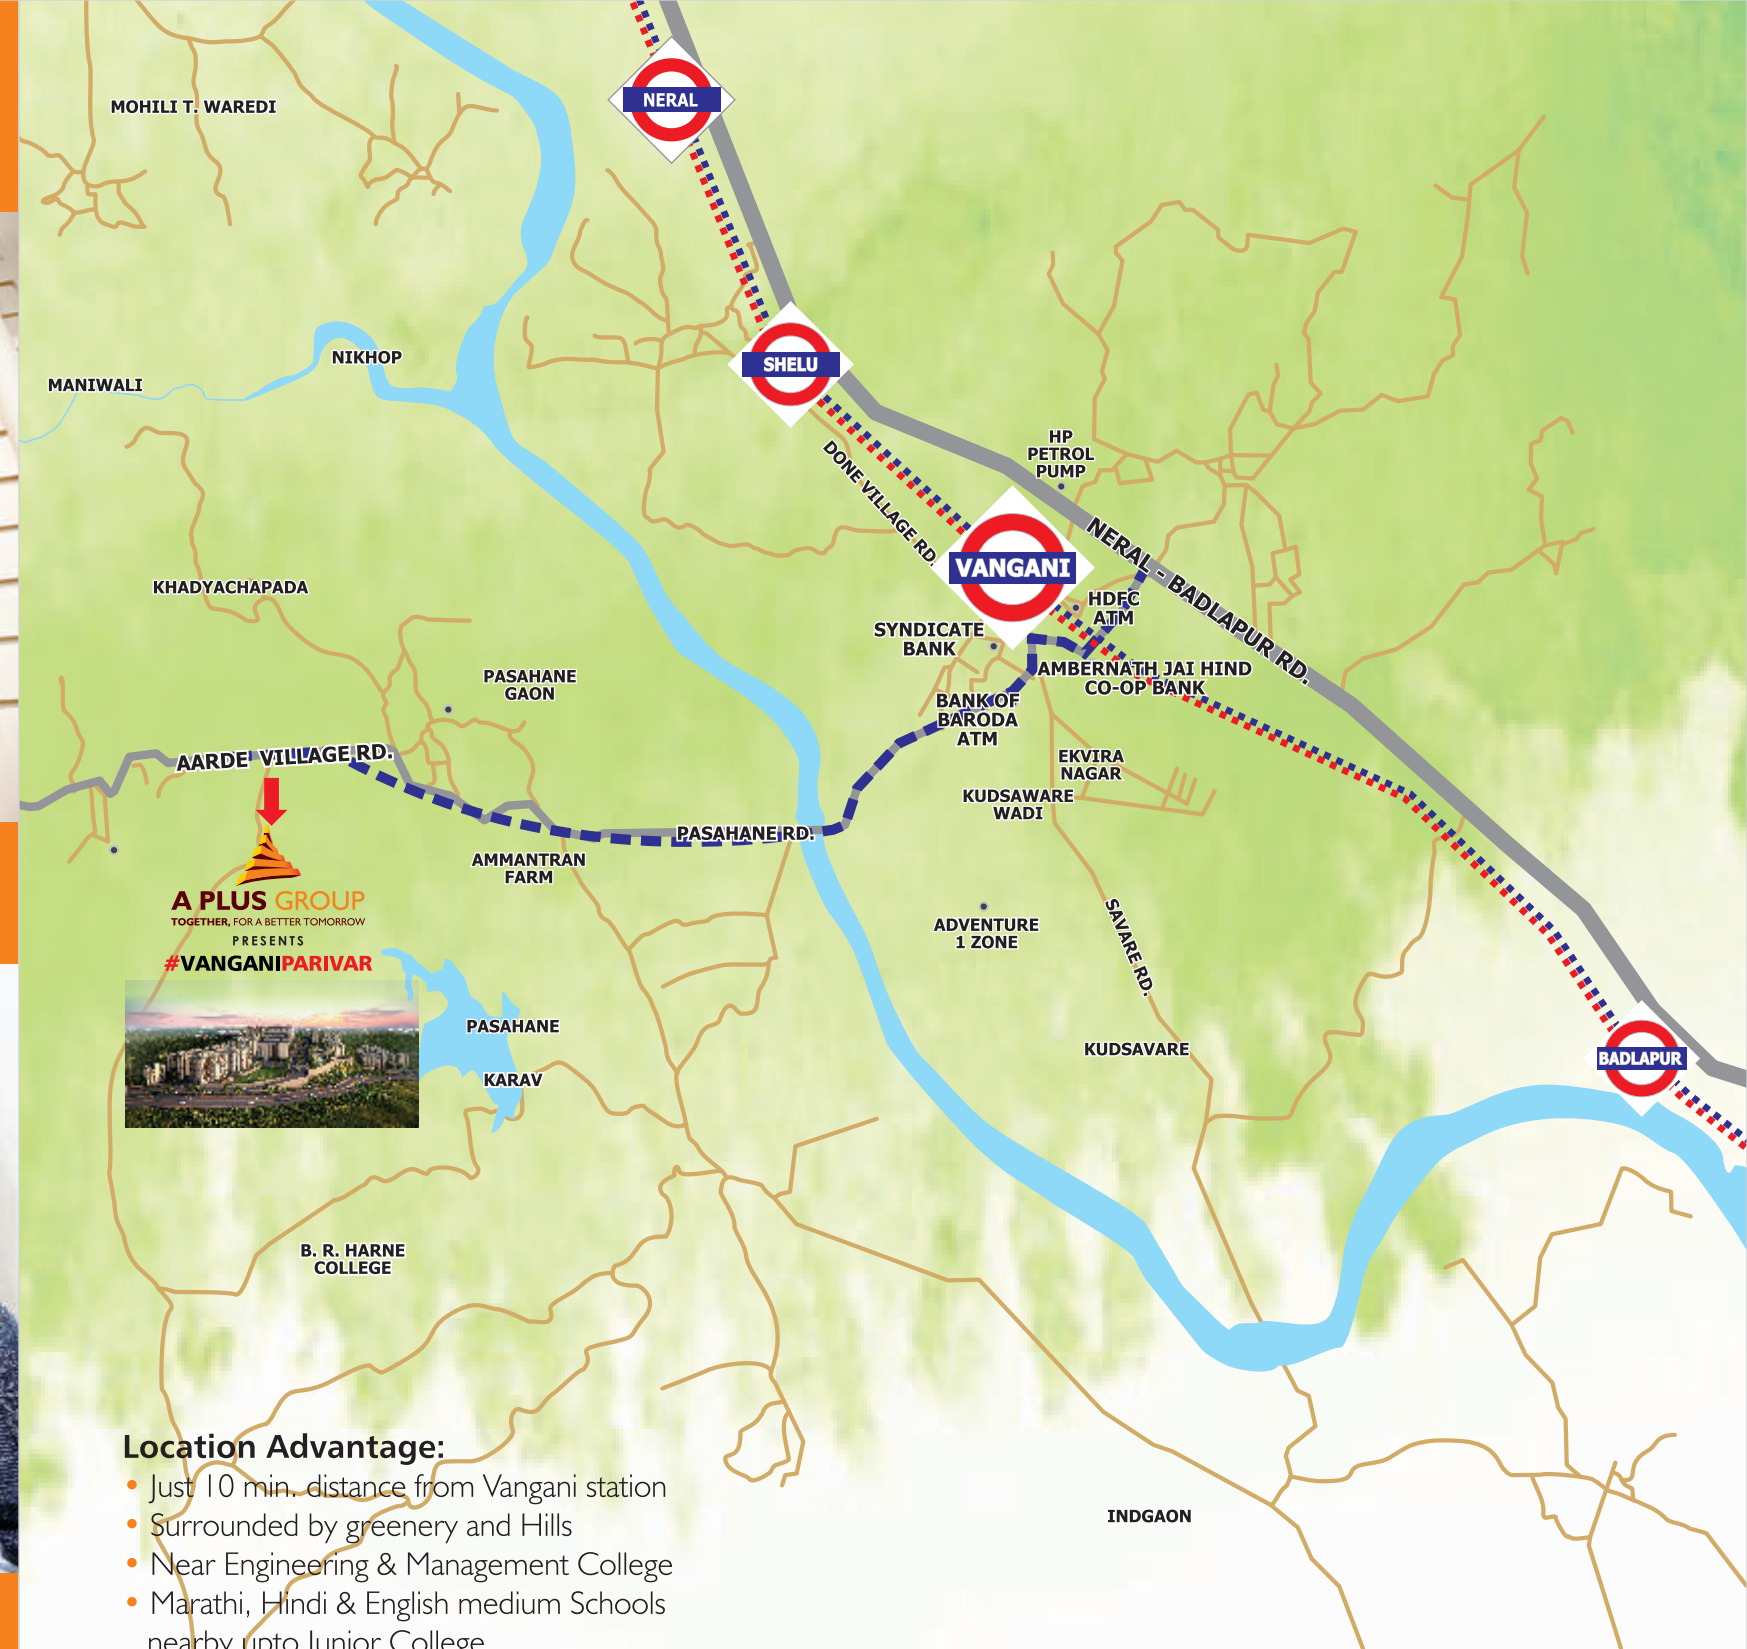 NERAL
MOHILI T. WAREDI
NIKHOP
SHELU
MANIWALI
HP
PETROL
PUMP
DONE VILLAGE RD.
NERAL - BADLAPUR RD.
VANGANI
KHADYACHAPADA
HDFC
ATM
SYNDICATE
BANK
AMBERNATH JAI HIND
CO-OP BANK
PASAHANE
GAON
BANK OF
BARODA
ATM
AARDE VILLAGE RD.
EKVIRA
NAGAR
KUDSAWARE
WADI
PASAHANE RD.
AMMANTRAN
FARM
A PLUS GROUP
TOGETHER, FOR A BETTER TOMORROW
PRESENTS
#VANGANIPARIVAR
ADVENTURE
1 ZONE
SAVARE RD.
PASAHANE
KUDSAVARE
BADLAPUR
KARAV
B. R. HARNE
COLLEGE
Location Advantage:
• Just 10 min. distance from Vangani station
• Surrounded by greenery and Hills
• Near Engineering & Management College
• Marathi, Hindi & English medium Schools
nearby upto Junior College
INDGAON